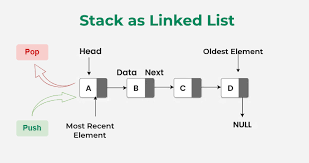 Stack as Linked List
Pop
Head
Oldest Element
Data Next
A
B
C
D
Push
Most Recent
Element
NULL